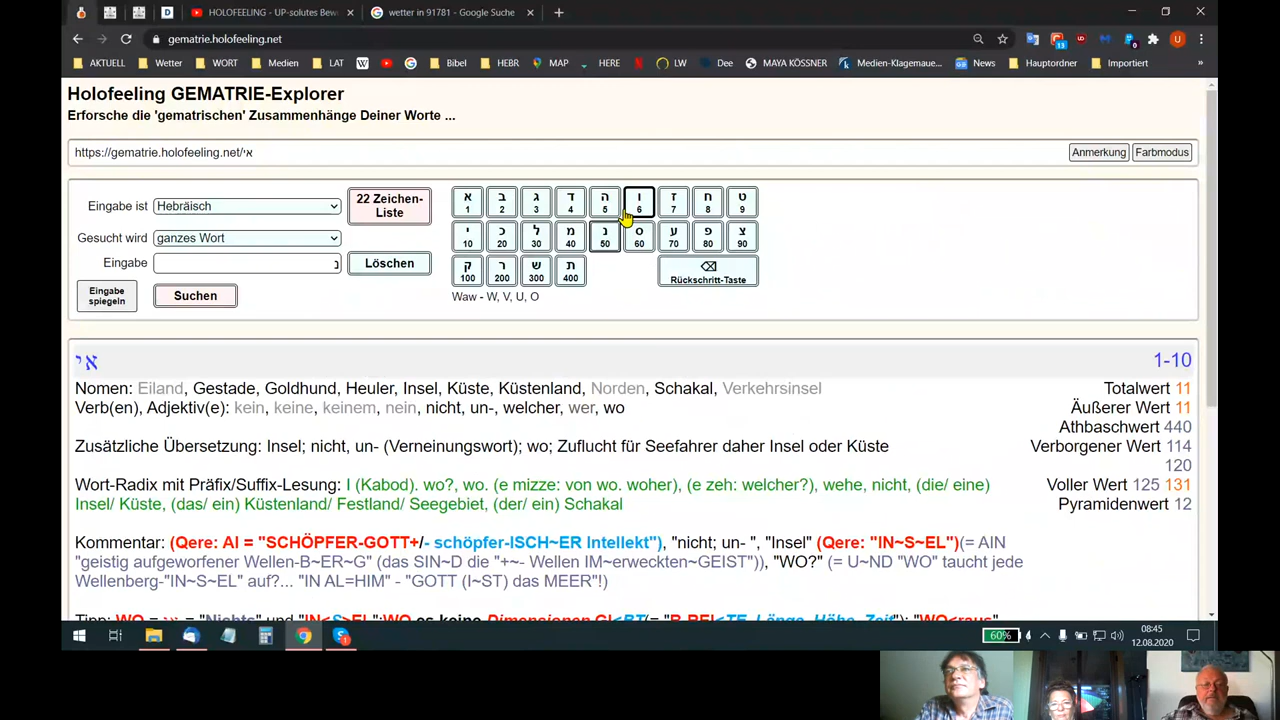 HOLOFEELING - UP-solutes Bew
wetter in 91781 - Google Suche
gematrie.holofeeling.net
AKTUELL Wetter WORT Medien LAT Bibel HEBR MAP HERE LW Dee MAYA KÖSSNER Medien-Klagemaue... News Hauptordner Importiert
Holofeeling GEMATRIE-Explorer
Erforsche die 'gematrischen' Zusammenhänge Deiner Worte ...
https://gematrie.holofeeling.net/אי
Anmerkung Farbmodus
Eingabe ist Hebräisch
22 Zeichen-
Liste
Gesucht wird ganzes Wort
Eingabe נ
Löschen
Eingabe
spiegeln
Suchen
א ב ג ד ה ו ז ח ט
1 2 3 4 5 6 7 8 9
י כ ל מ נ ס ע פ צ
10 20 30 40 50 60 70 80 90
ק ר ש ת
100 200 300 400
Rückschritt-Taste
Waw - W, V, U, O
אי 1-10
Nomen: Eiland, Gestade, Goldhund, Heuler, Insel, Küste, Küstenland, Norden, Schakal, Verkehrsinsel
Totalwert 11
Verb(en), Adjektiv(e): kein, keine, keinem, nein, nicht, un-, welcher, wer, wo
Äußerer Wert 11
Athbaschwert 440
Zusätzliche Übersetzung: Insel; nicht, un- (Verneinungswort); wo; Zuflucht für Seefahrer daher Insel oder Küste
Verborgener Wert 114
120
Wort-Radix mit Präfix/Suffix-Lesung: I (Kabod). wo?, wo. (e mizze: von wo. woher), (e zeh: welcher?), wehe, nicht, (die/ eine)
Insel/ Küste, (das/ ein) Küstenland/ Festland/ Seegebiet, (der/ ein) Schakal
Voller Wert 125 131
Pyramidenwert 12
Kommentar: (Qere: AI = "SCHÖPFER-GOTT+/- schöpfer-ISCH~ER Intellekt"), "nicht; un- ", "Insel" (Qere: "IN~S~EL")(= AIN
"geistig aufgeworfener Wellen-B~ER~G" (das SIN~D die "+~- Wellen IM~erweckten~GEIST")), "WO?" (= U~ND "WO" taucht jede
Wellenberg-"IN~S~EL" auf?... "IN AL=HIM" - "GOTT (I~ST) das MEER"!)
60%
08:45
12.08.2020